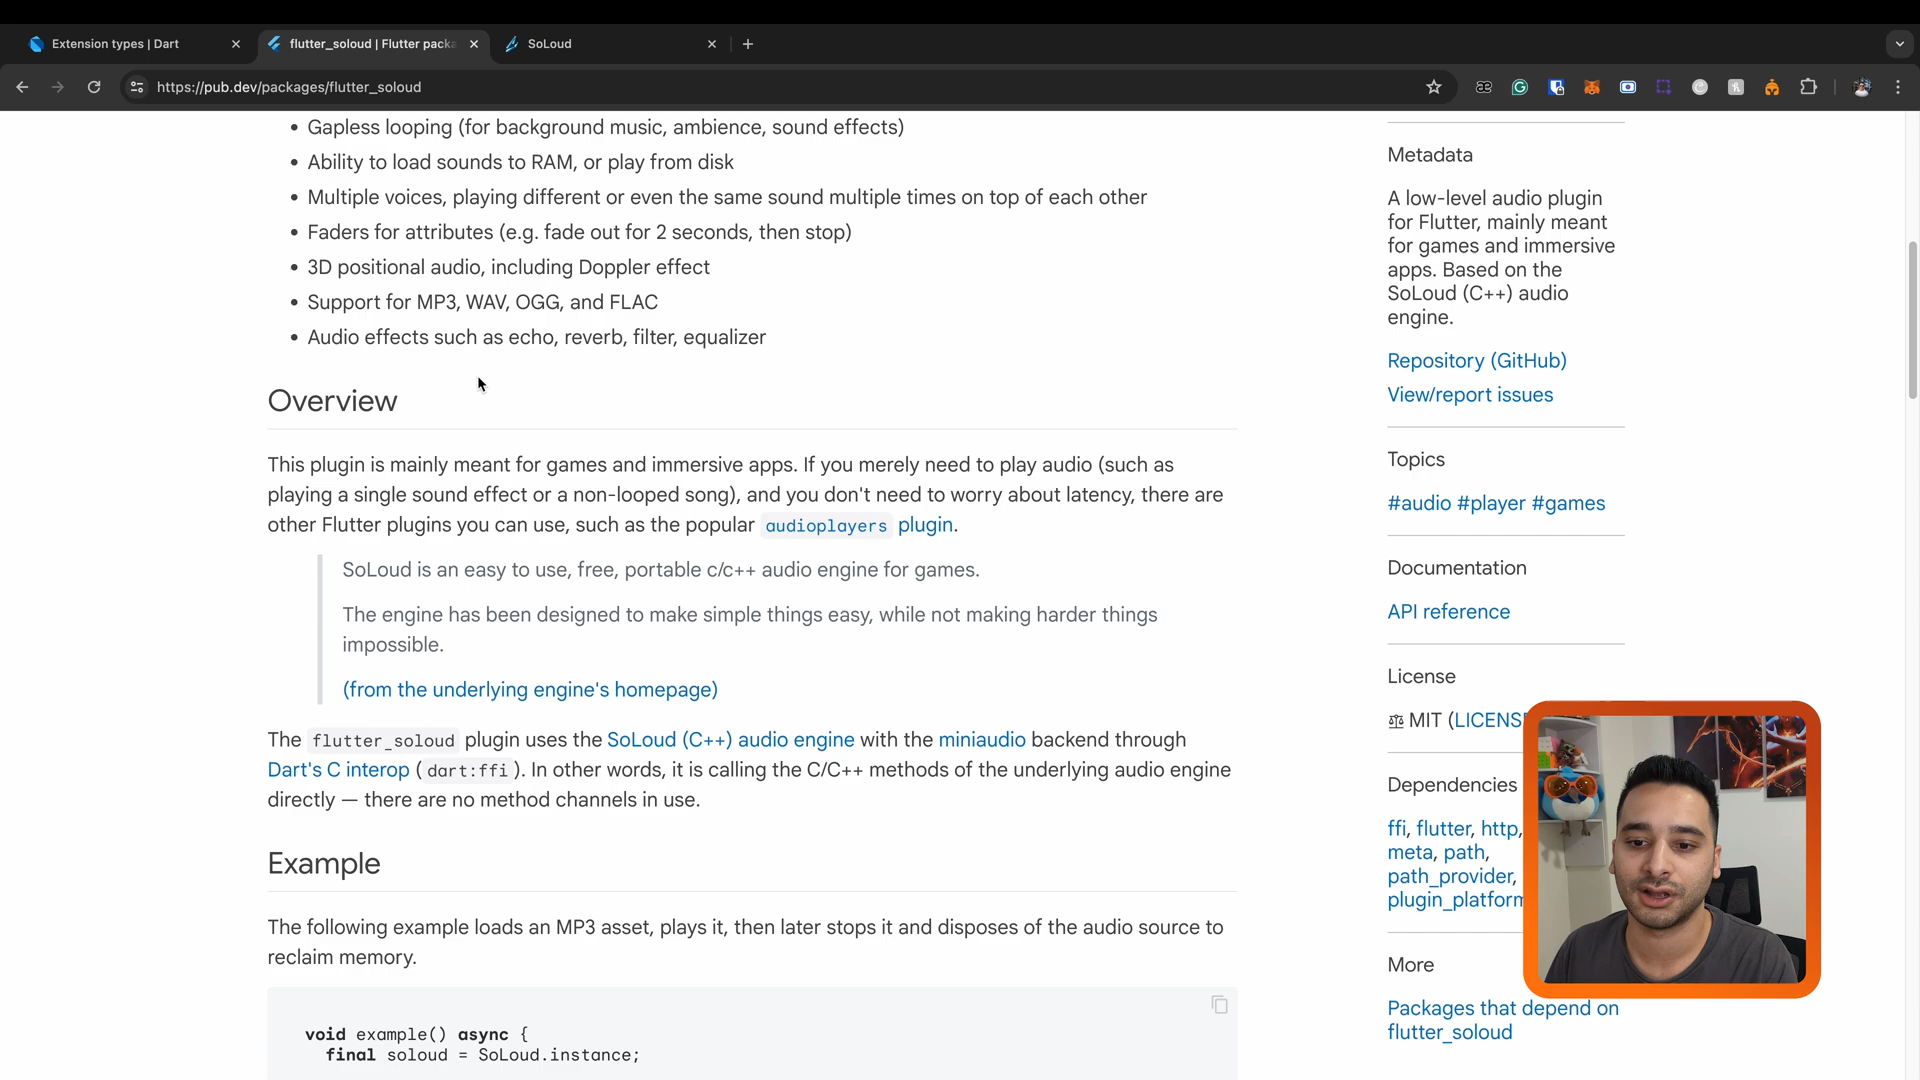 Extension types | Dart
flutter_soloud | Flutter packa
SoLoud
https://pub.dev/packages/flutter_soloud
Gapless looping (for background music, ambience, sound effects)
Ability to load sounds to RAM, or play from disk
Multiple voices, playing different or even the same sound multiple times on top of each other
Faders for attributes (e.g. fade out for 2 seconds, then stop)
3D positional audio, including Doppler effect
Support for MP3, WAV, OGG, and FLAC
Audio effects such as echo, reverb, filter, equalizer
Overview
This plugin is mainly meant for games and immersive apps. If you merely need to play audio (such as
playing a single sound effect or a non-looped song), and you don't need to worry about latency, there are
other Flutter plugins you can use, such as the popular audioplayers plugin.
SoLoud is an easy to use, free, portable c/c++ audio engine for games.
The engine has been designed to make simple things easy, while not making harder things
impossible.
(from the underlying engine's homepage)
The flutter_soloud plugin uses the SoLoud (C++) audio engine with the miniaudio backend through
Dart's C interop (dart:ffi). In other words, it is calling the C/C++ methods of the underlying audio engine
directly — there are no method channels in use.
Example
The following example loads an MP3 asset, plays it, then later stops it and disposes of the audio source to
reclaim memory.
void example() async {
final soloud = SoLoud.instance;
Metadata
A low-level audio plugin
for Flutter, mainly meant
for games and immersive
apps. Based on the
SoLoud (C++) audio
engine.
Repository (GitHub)
View/report issues
Topics
#audio #player #games
Documentation
API reference
License
MIT (LICENSE
Dependencies
ffi, flutter, http,
meta, path,
path_provider,
plugin_platform
More
Packages that depend on
flutter_soloud